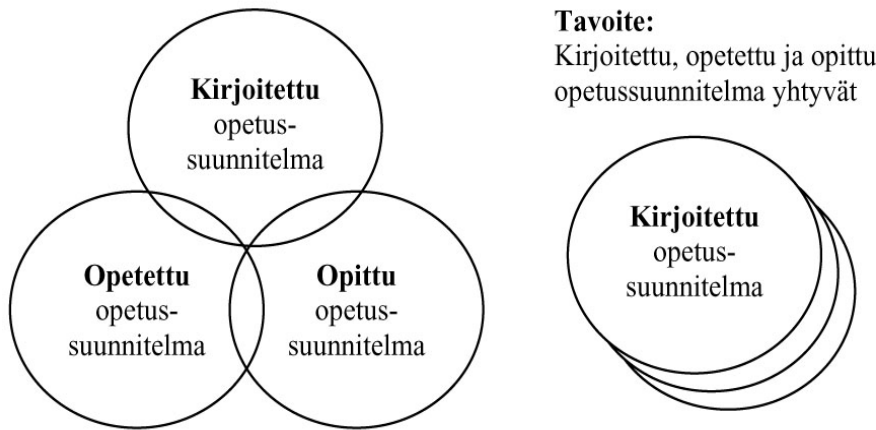 Kirjoitettu
opetus-
suunnitelma
Opetettu
opetus-
suunnitelma
Opittu
opetus-
suunnitelma
Tavoite:
Kirjoitettu, opetettu ja opittu
opetussuunnitelma yhtyvät
Kirjoitettu
opetus-
suunnitelma